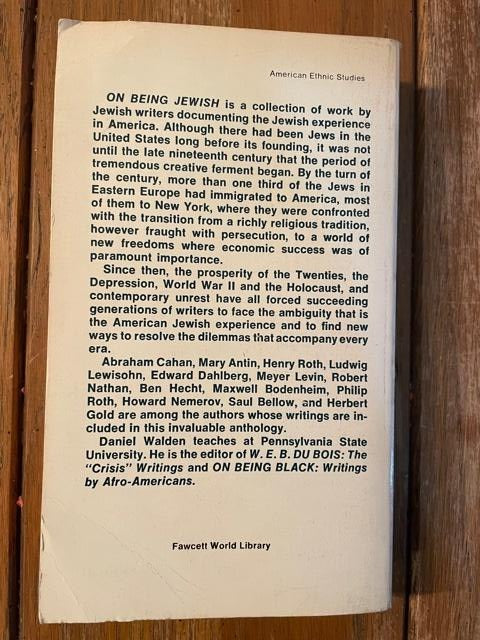 American Ethnic Studies
ON BEING JEWISH is a collection of work by
Jewish writers documenting the Jewish experience
in America. Although there had been Jews in the
United States long before its founding, it was not
until the late nineteenth century that the period of
tremendous creative ferment began. By the turn of
the century, more than one third of the Jews in
Eastern Europe had immigrated to America, most
of them to New York, where they were confronted
with the transition from a richly religious tradition,
however fraught with persecution, to a world of
new freedoms where economic success was of
paramount importance.
Since then, the prosperity of the Twenties, the
Depression, World War II and the Holocaust, and
contemporary unrest have all forced succeeding
generations of writers to face the ambiguity that is
the American Jewish experience and to find new
ways to resolve the dilemmas that accompany every
era.
Abraham Cahan, Mary Antin, Henry Roth, Ludwig
Lewisohn, Edward Dahlberg, Meyer Levin, Robert
Nathan, Ben Hecht, Maxwell Bodenheim, Philip
Roth, Howard Nemerov, Saul Bellow, and Herbert
Gold are among the authors whose writings are in-
cluded in this invaluable anthology.
Daniel Walden teaches at Pennsylvania State
University. He is the editor of W. E. B. DU BOIS: The
"Crisis" Writings and ON BEING BLACK: Writings
by Afro-Americans.
Fawcett World Library